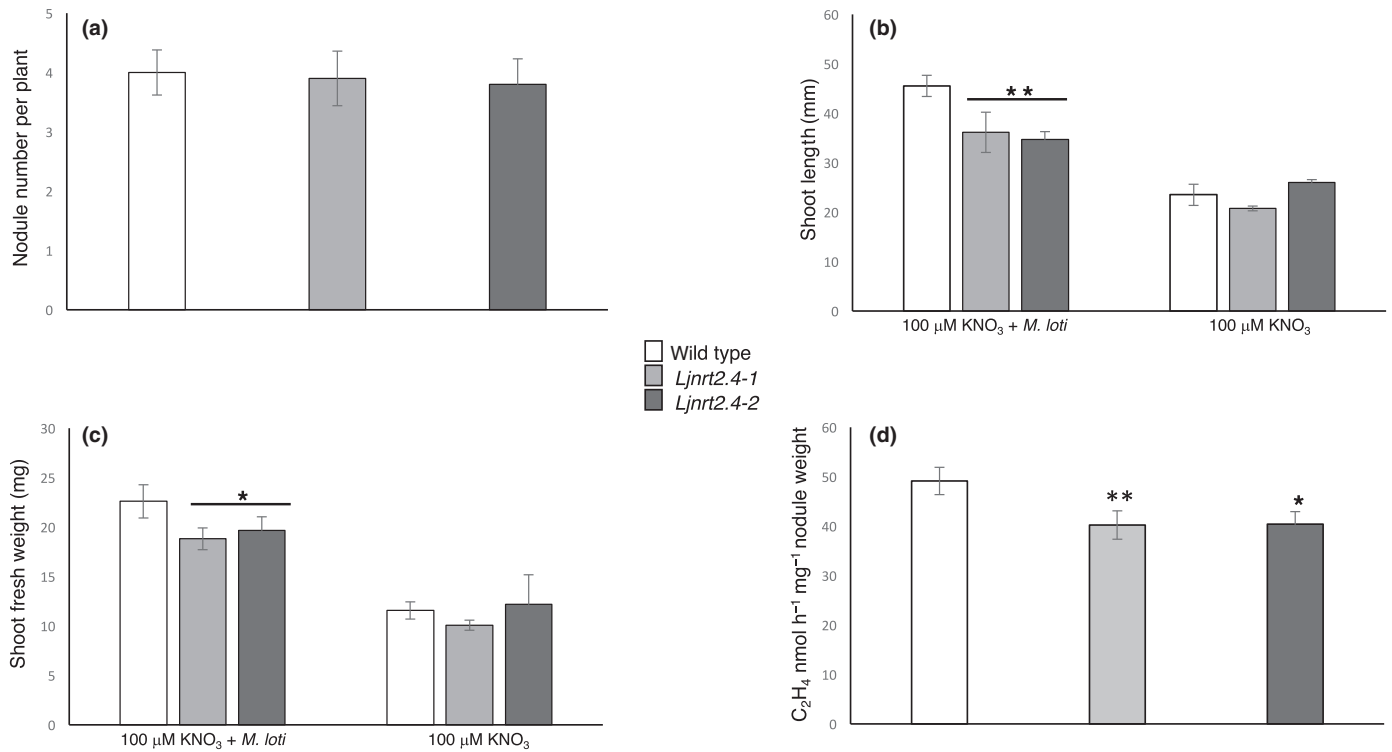 (a)
Nodule number per plant
5
4
3
2
1
0
(b)
Shoot length (mm)
60
50
40
30
20
10
0
**
100 μM KNO₃ + M. loti
100 μM KNO₃
Wild type
Ljnrt2.4-1
Ljnrt2.4-2
(c)
Shoot fresh weight (mg)
30
25
20
15
10
5
0
*
100 μM KNO₃ + M. loti
100 μM KNO₃
(d)
C₂H₄ nmol h⁻¹ mg⁻¹ nodule weight
60
50
40
30
20
10
0
**
*